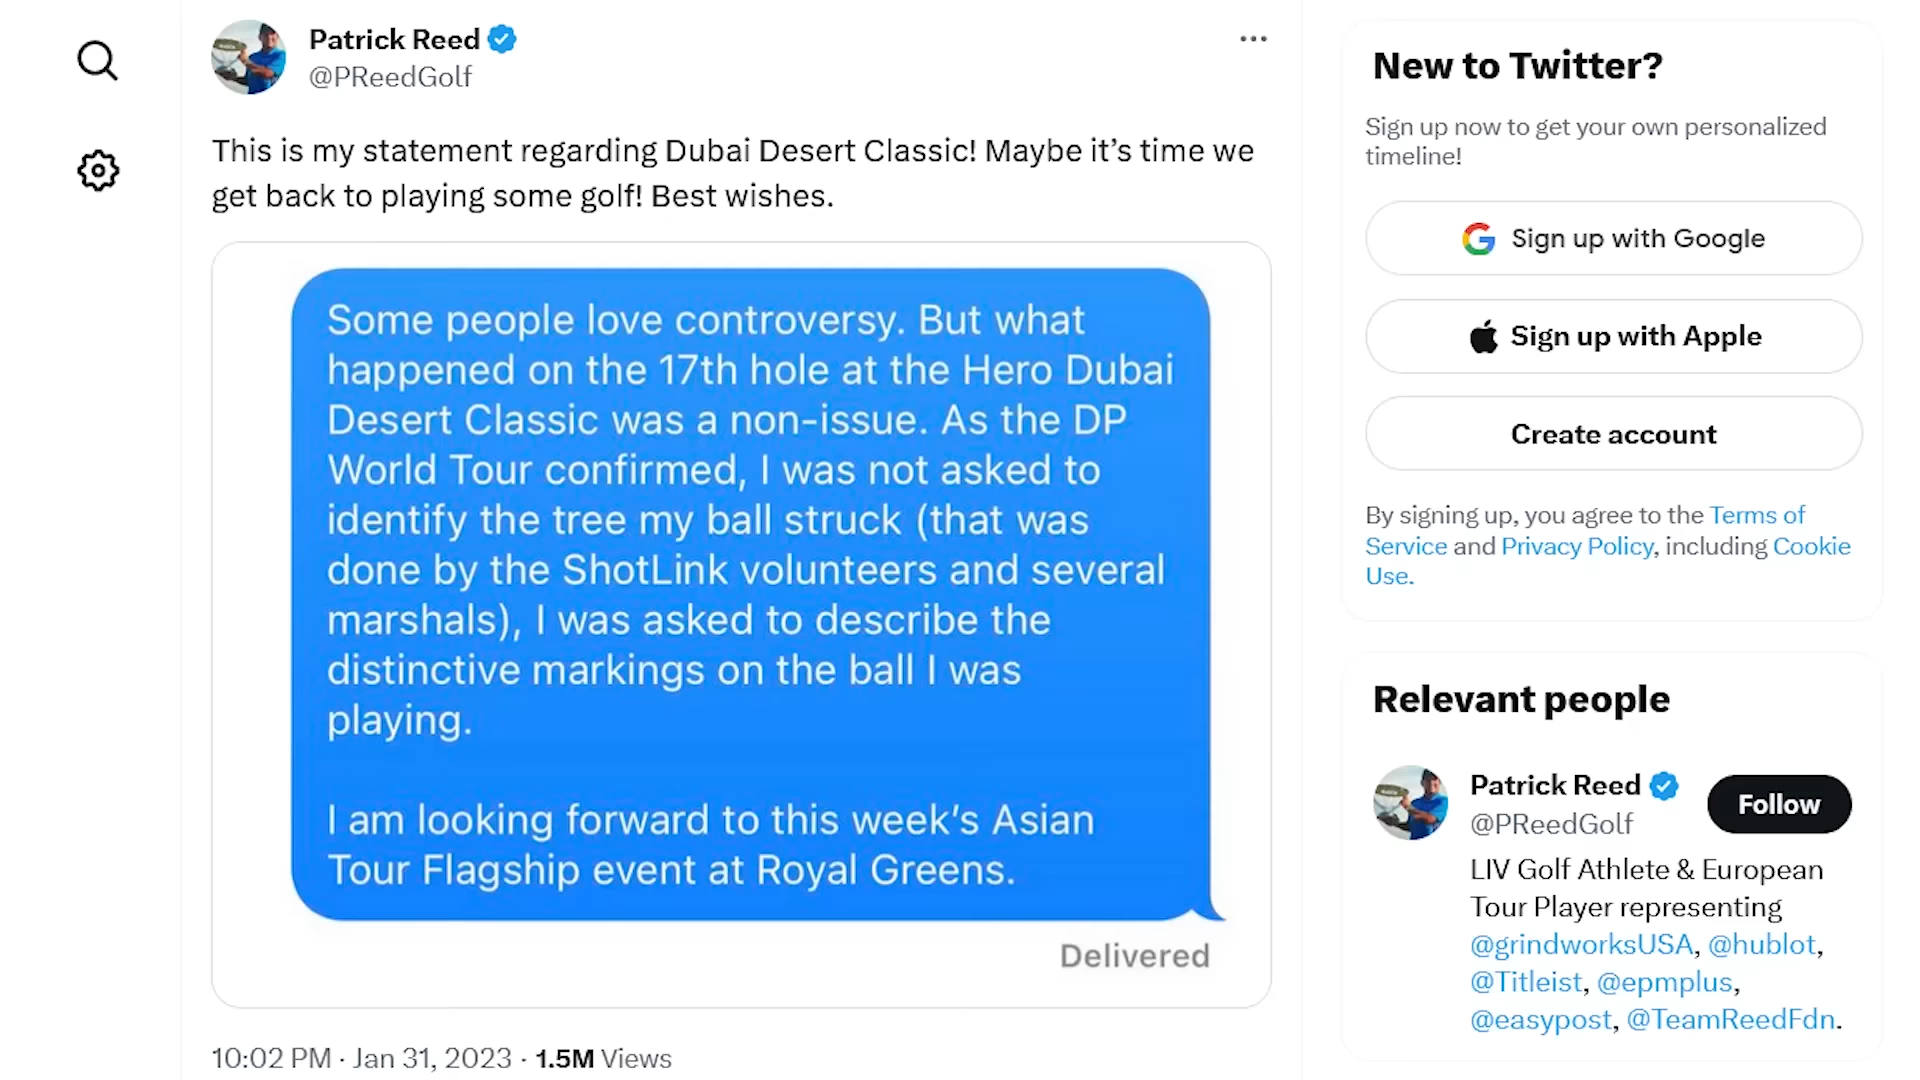 Patrick Reed
@PReedGolf
This is my statement regarding Dubai Desert Classic! Maybe it’s time we
get back to playing some golf! Best wishes.
Some people love controversy. But what
happened on the 17th hole at the Hero Dubai
Desert Classic was a non-issue. As the DP
World Tour confirmed, I was not asked to
identify the tree my ball struck (that was
done by the ShotLink volunteers and several
marshals), I was asked to describe the
distinctive markings on the ball I was
playing.
I am looking forward to this week’s Asian
Tour Flagship event at Royal Greens.
Delivered
10:02 PM · Jan 31, 2023 · 1.5M Views
New to Twitter?
Sign up now to get your own personalized
timeline!
Sign up with Google
Sign up with Apple
Create account
By signing up, you agree to the Terms of
Service and Privacy Policy, including Cookie
Use.
Relevant people
Patrick Reed
@PReedGolf
Follow
LIV Golf Athlete & European
Tour Player representing
@grindworksUSA, @hublot,
@Titleist, @epmplus,
@easypost, @TeamReedFdn.